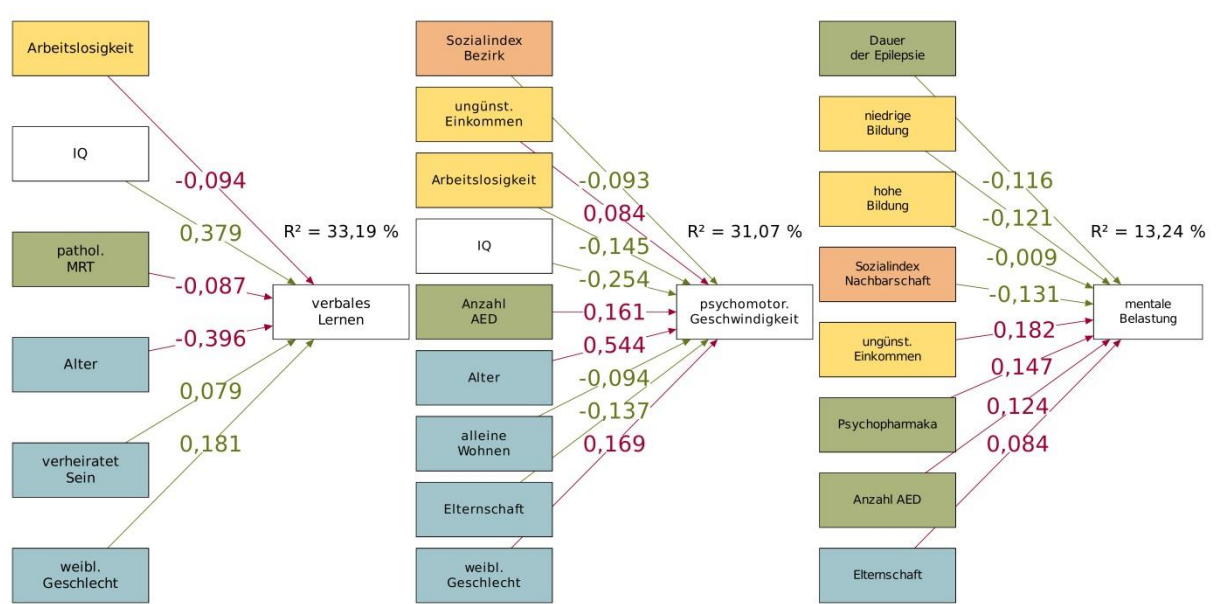 Arbeitslosigkeit
IQ
pathol.
MRT
Alter
verheiratet
Sein
weibl.
Geschlecht
-0,094
0,379
-0,087
-0,396
0,079
0,181
R² = 33,19 %
verbales
Lernen
Sozialindex
Bezirk
ungünst.
Einkommen
Arbeitslosigkeit
IQ
Anzahl
AED
Alter
alleine
Wohnen
Elternschaft
weibl.
Geschlecht
-0,093
0,084
-0,145
-0,254
0,161
0,544
-0,094
-0,137
0,169
R² = 31,07 %
psychomotor.
Geschwindigkeit
Dauer
der Epilepsie
niedrige
Bildung
hohe
Bildung
Sozialindex
Nachbarschaft
ungünst.
Einkommen
Psychopharmaka
Anzahl AED
Elternschaft
-0,116
-0,121
-0,009
-0,131
0,182
0,147
0,124
0,084
R² = 13,24 %
mentale
Belastung